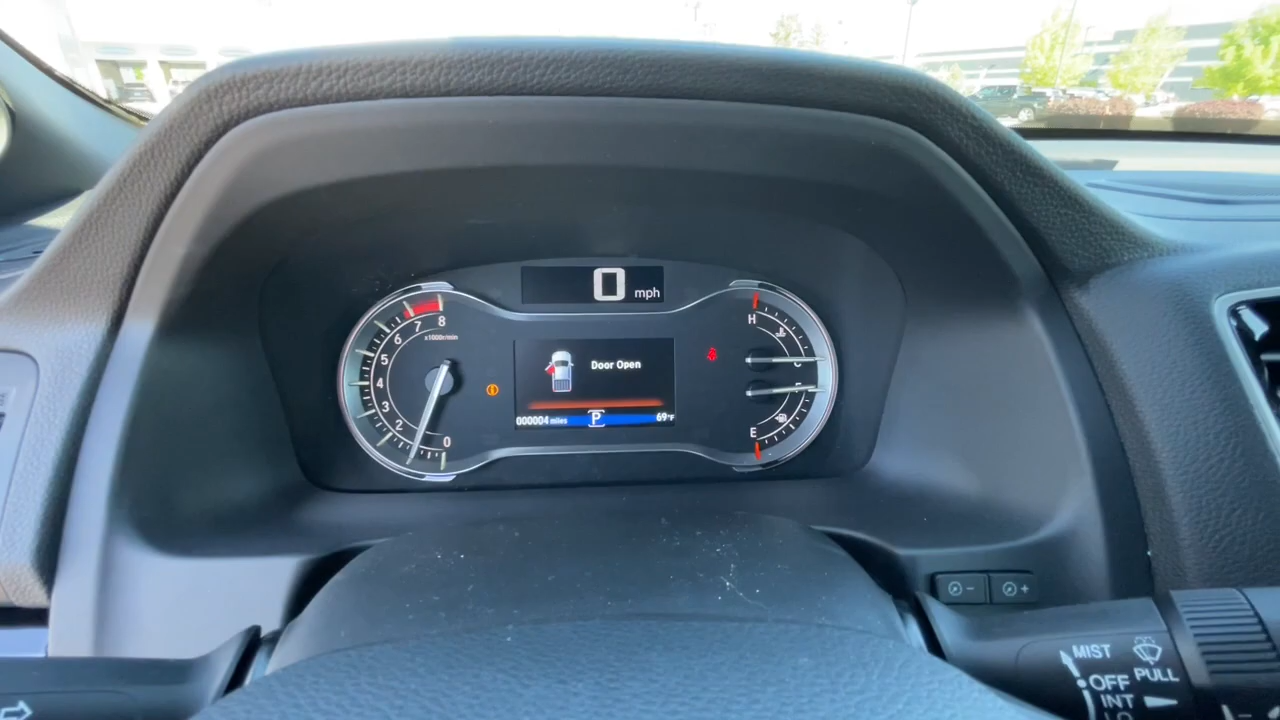 0 mph
8
7
6
5
4
3
2
0
x1000r/min
Door Open
000004 miles
P
69°F
H
C
F
E
MIST
OFF
INT
LO
PULL
- +